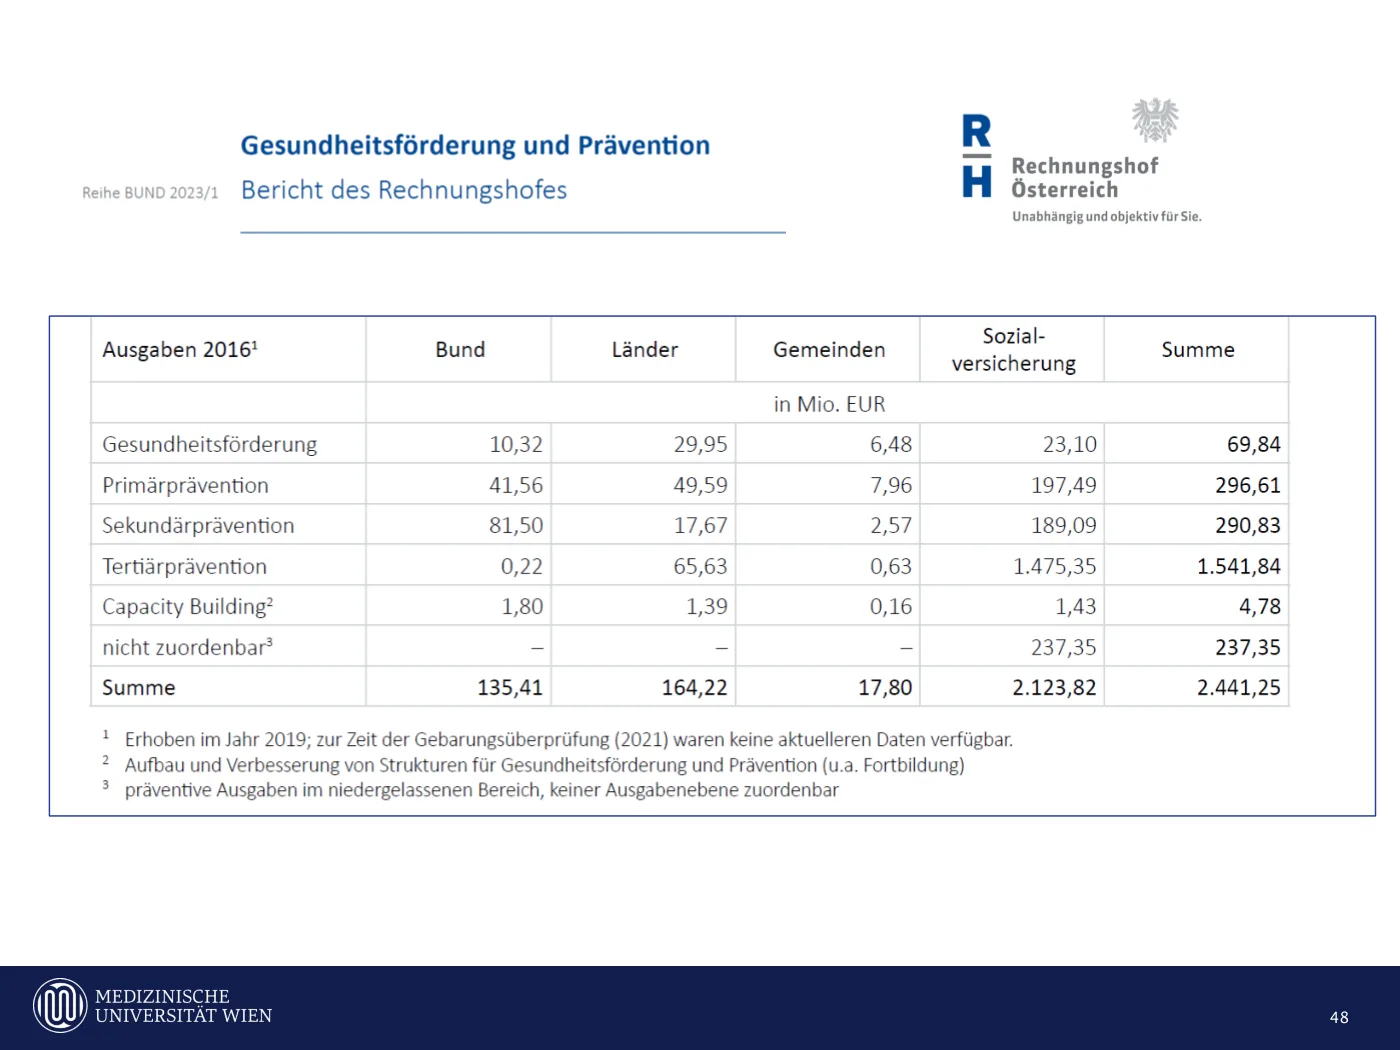 Gesundheitsförderung und Prävention
Reihe BUND 2023/1 Bericht des Rechnungshofes
R
H
Rechnungshof
Österreich
Unabhängig und objektiv für Sie.
Ausgaben 2016¹ Bund Länder Gemeinden Sozial-
versicherung Summe
in Mio. EUR
Gesundheitsförderung 10,32 29,95 6,48 23,10 69,84
Primärprävention 41,56 49,59 7,96 197,49 296,61
Sekundärprävention 81,50 17,67 2,57 189,09 290,83
Tertiärprävention 0,22 65,63 0,63 1.475,35 1.541,84
Capacity Building² 1,80 1,39 0,16 1,43 4,78
nicht zuordenbar³ – – – 237,35 237,35
Summe 135,41 164,22 17,80 2.123,82 2.441,25
¹ Erhoben im Jahr 2019; zur Zeit der Gebarungsüberprüfung (2021) waren keine aktuelleren Daten verfügbar.
² Aufbau und Verbesserung von Strukturen für Gesundheitsförderung und Prävention (u.a. Fortbildung)
³ präventive Ausgaben im niedergelassenen Bereich, keiner Ausgabenebene zuordenbar
MEDIZINISCHE
UNIVERSITÄT WIEN
48